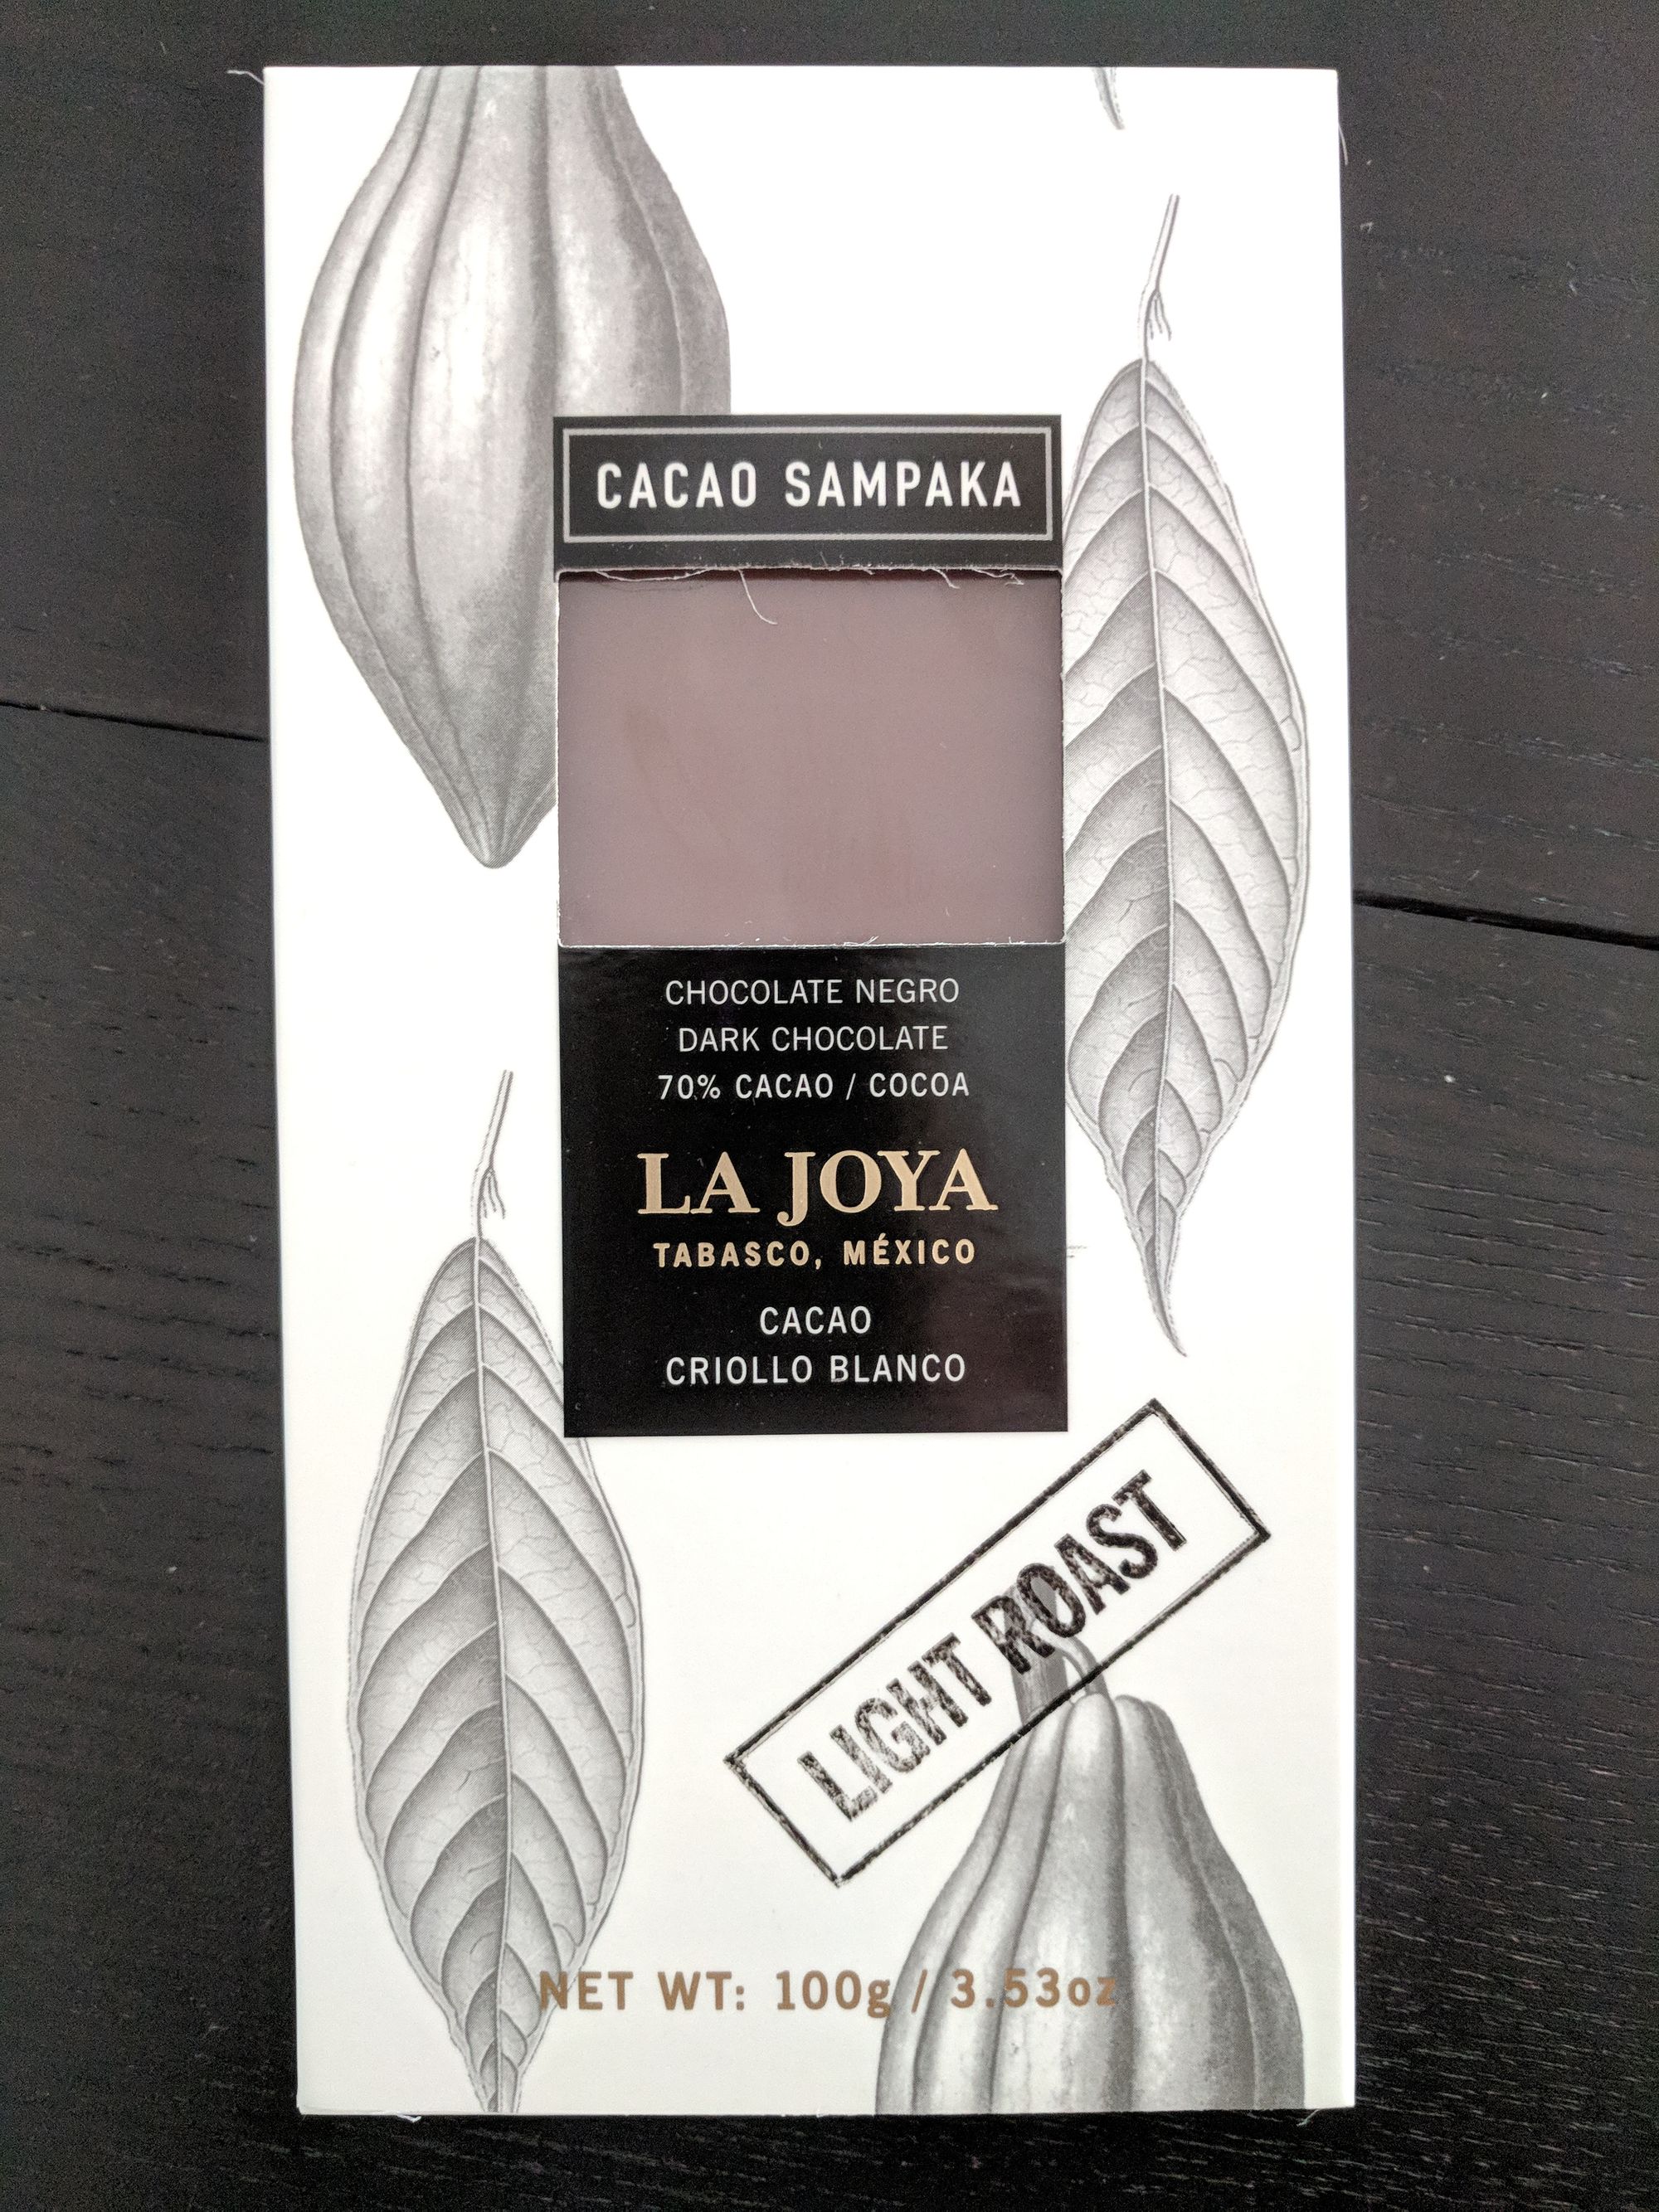 CACAO SAMPAKA
CHOCOLATE NEGRO
DARK CHOCOLATE
70% CACAO / COCOA
LA JOYA
TABASCO, MÉXICO
CACAO
CRIOLLO BLANCO
LIGHT ROAST
NET WT: 100g / 3.53oz